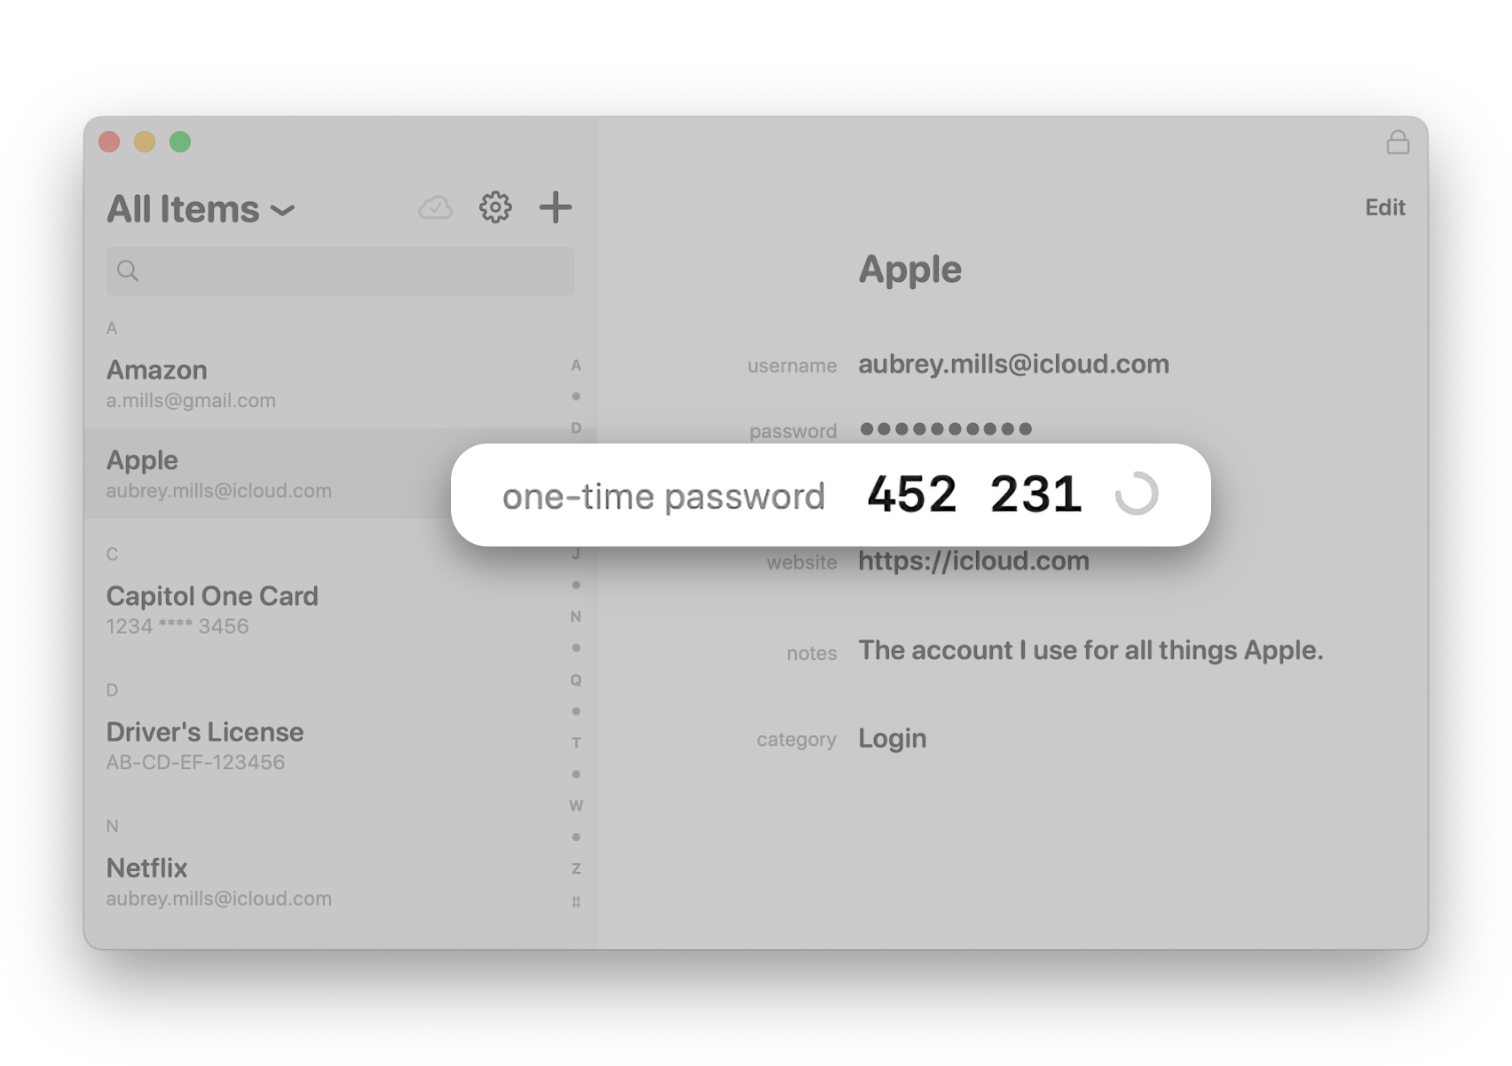 All Items
A
Amazon
a.mills@gmail.com
Apple
aubrey.mills@icloud.com
C
Capitol One Card
1234 **** 3456
D
Driver's License
AB-CD-EF-123456
N
Netflix
aubrey.mills@icloud.com
A
D
J
N
Q
T
W
Z
#
Edit
Apple
username aubrey.mills@icloud.com
password ●●●●●●●●●●
one-time password 452 231
website https://icloud.com
notes The account I use for all things Apple.
category Login